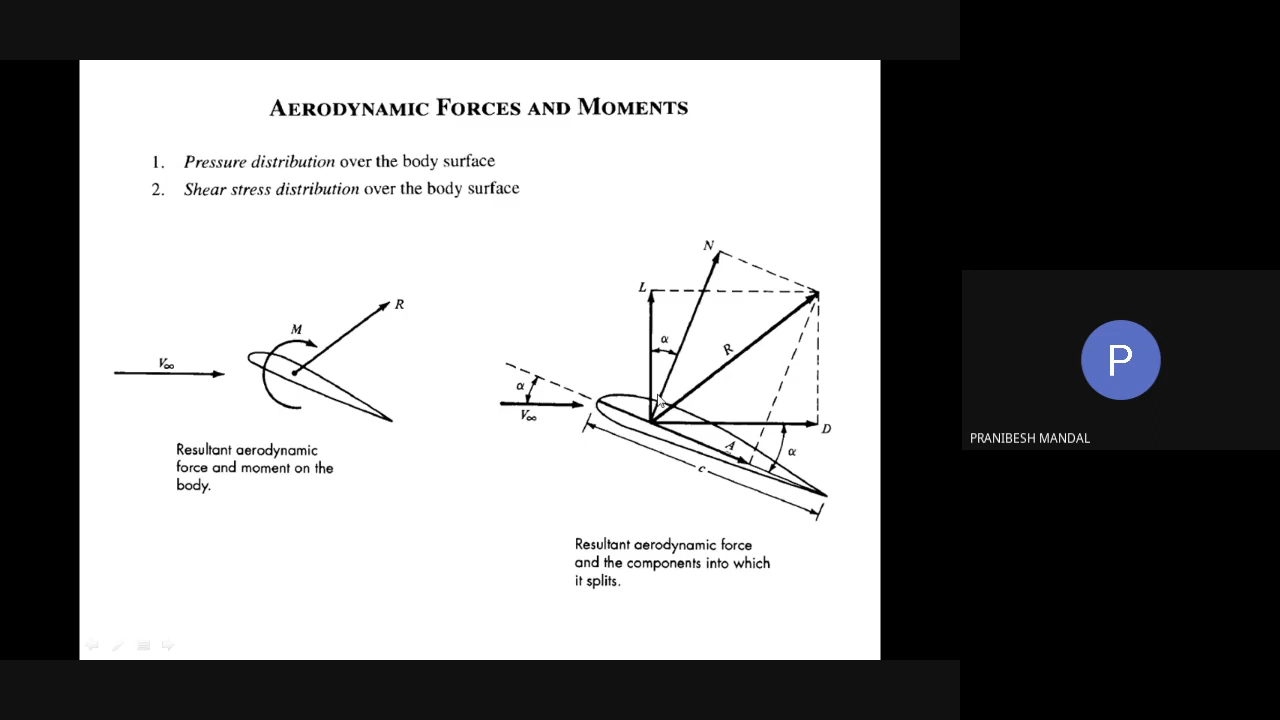 AERODYNAMIC FORCES AND MOMENTS
1. Pressure distribution over the body surface
2. Shear stress distribution over the body surface
M
R
V∞
Resultant aerodynamic
force and moment on the
body.
N
L
α
R
α
V∞
D
A
α
c
Resultant aerodynamic force
and the components into which
it splits.
P
PRANIBESH MANDAL